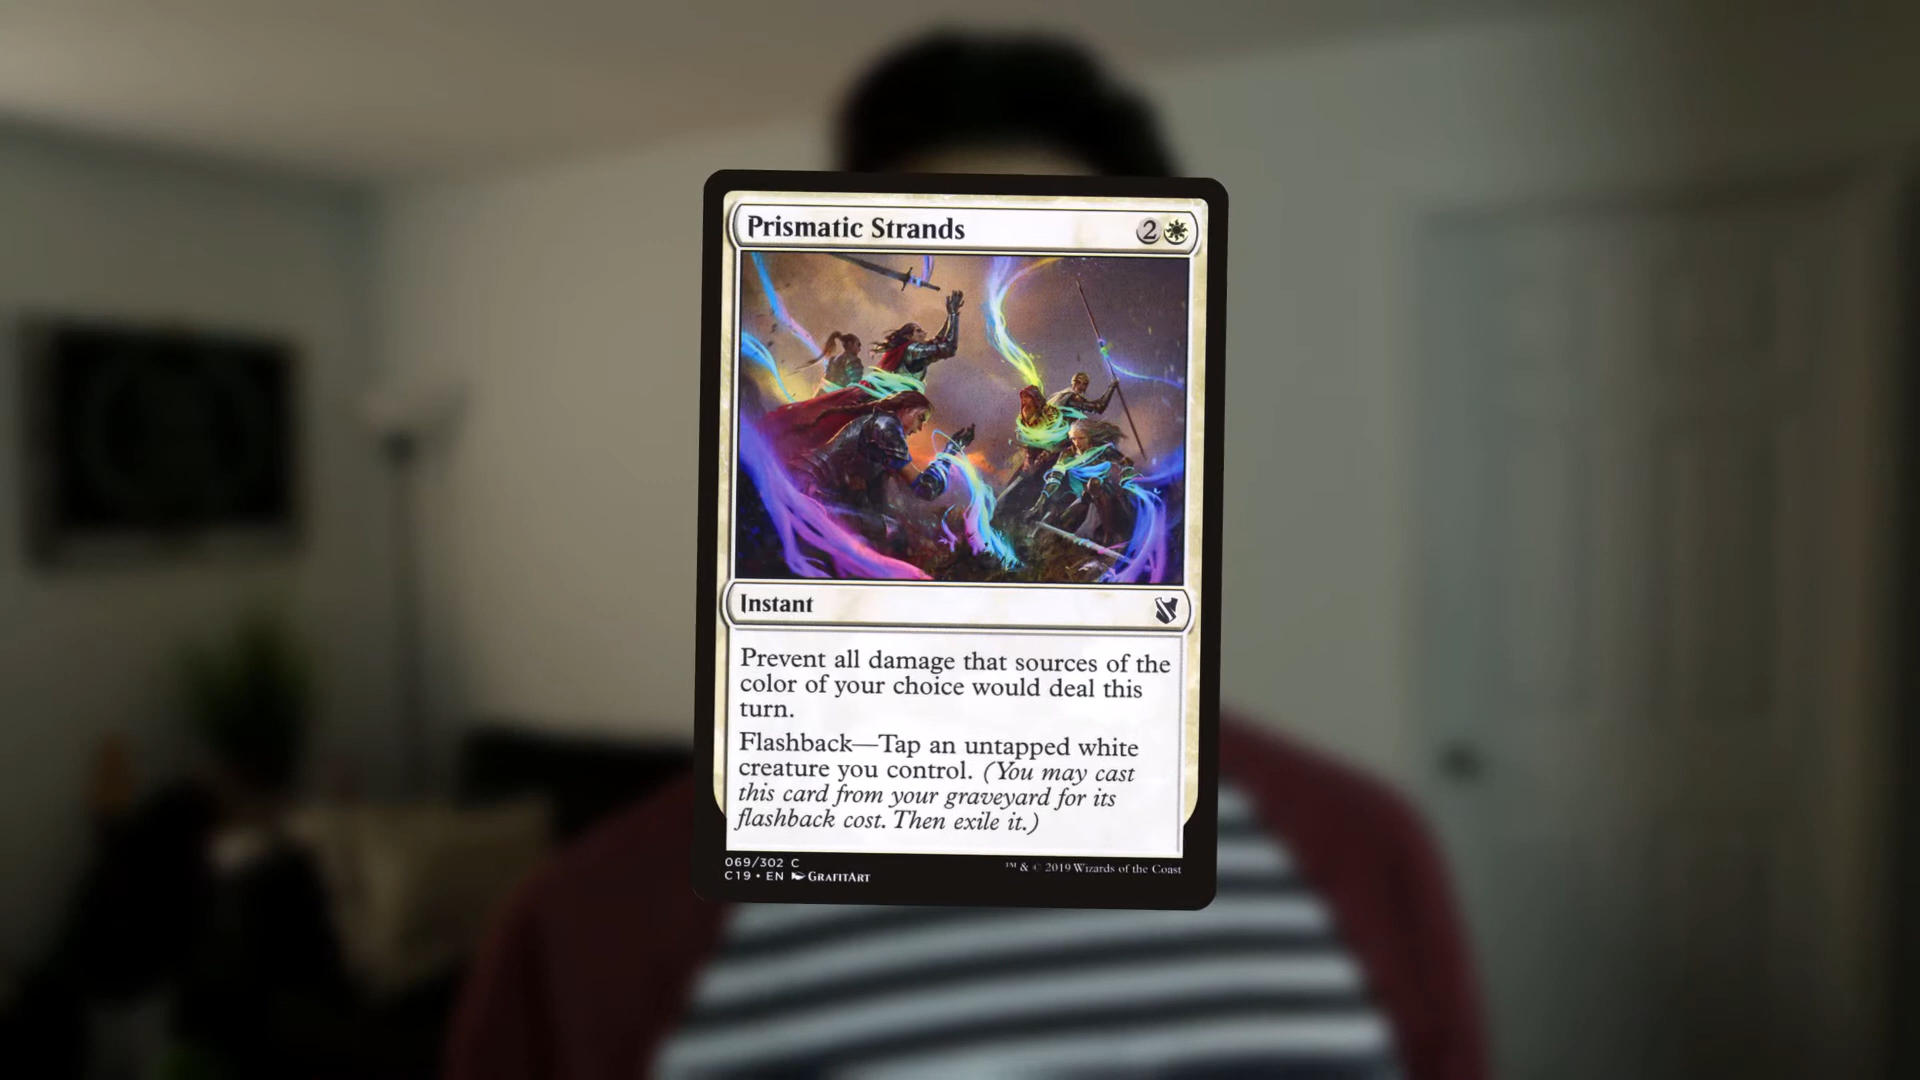 Prismatic Strands 2
Instant
Prevent all damage that sources of the
color of your choice would deal this
turn.
Flashback—Tap an untapped white
creature you control. (You may cast
this card from your graveyard for its
flashback cost. Then exile it.)
069/302 C
C19 • EN GRAFITART
™ & © 2019 Wizards of the Coast